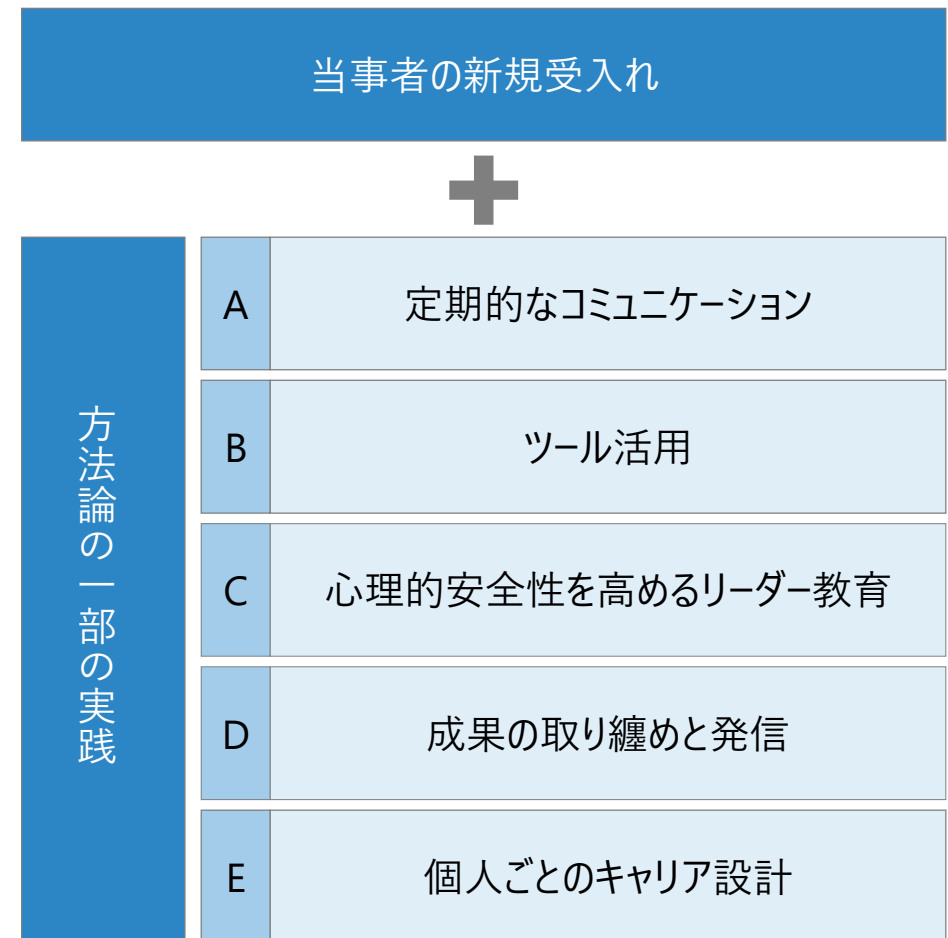 当事者の新規受入れ
方法論の一部の実践
A
定期的なコミュニケーション
B
ツール活用
C
心理的安全性を高めるリーダー教育
D
成果の取り纏めと発信
E
個人ごとのキャリア設計